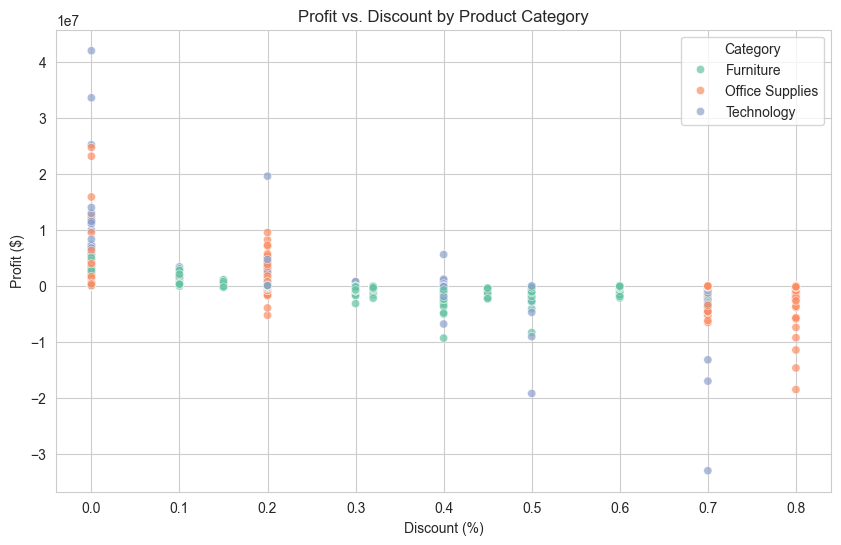 Profit vs. Discount by Product Category
1e7
Category
Furniture
Office Supplies
Technology
4
3
2
1
0
−1
−2
−3
Profit ($)
0.0 0.1 0.2 0.3 0.4 0.5 0.6 0.7 0.8
Discount (%)